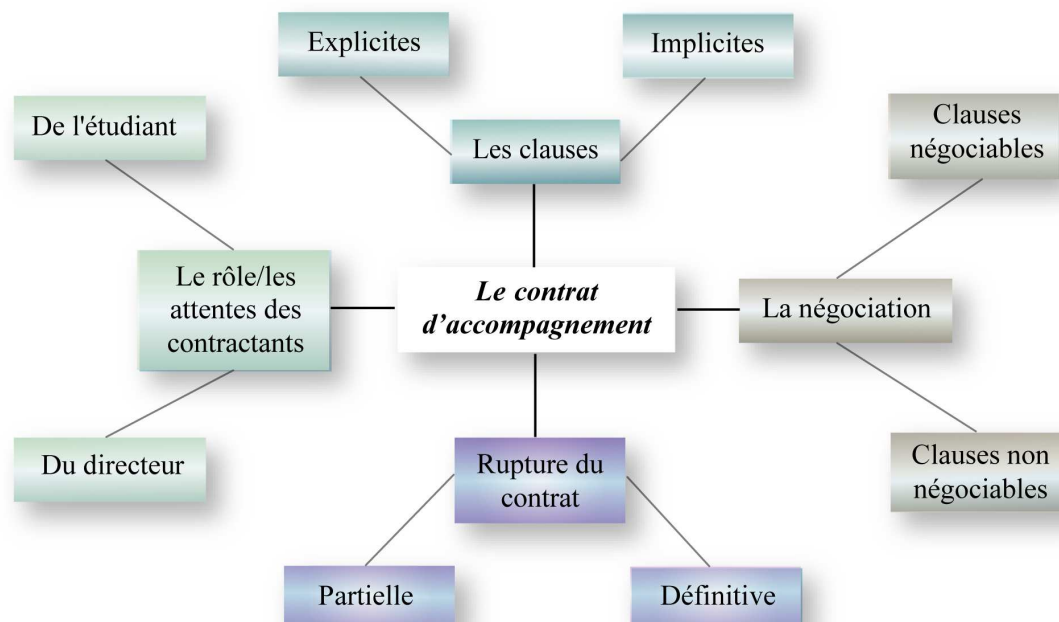 Explicites
Implicites
De l'étudiant
Les clauses
Clauses
négociables
Le rôle/les
attentes des
contractants
Le contrat
d’accompagnement
La négociation
Du directeur
Rupture du
contrat
Clauses non
négociables
Partielle
Définitive